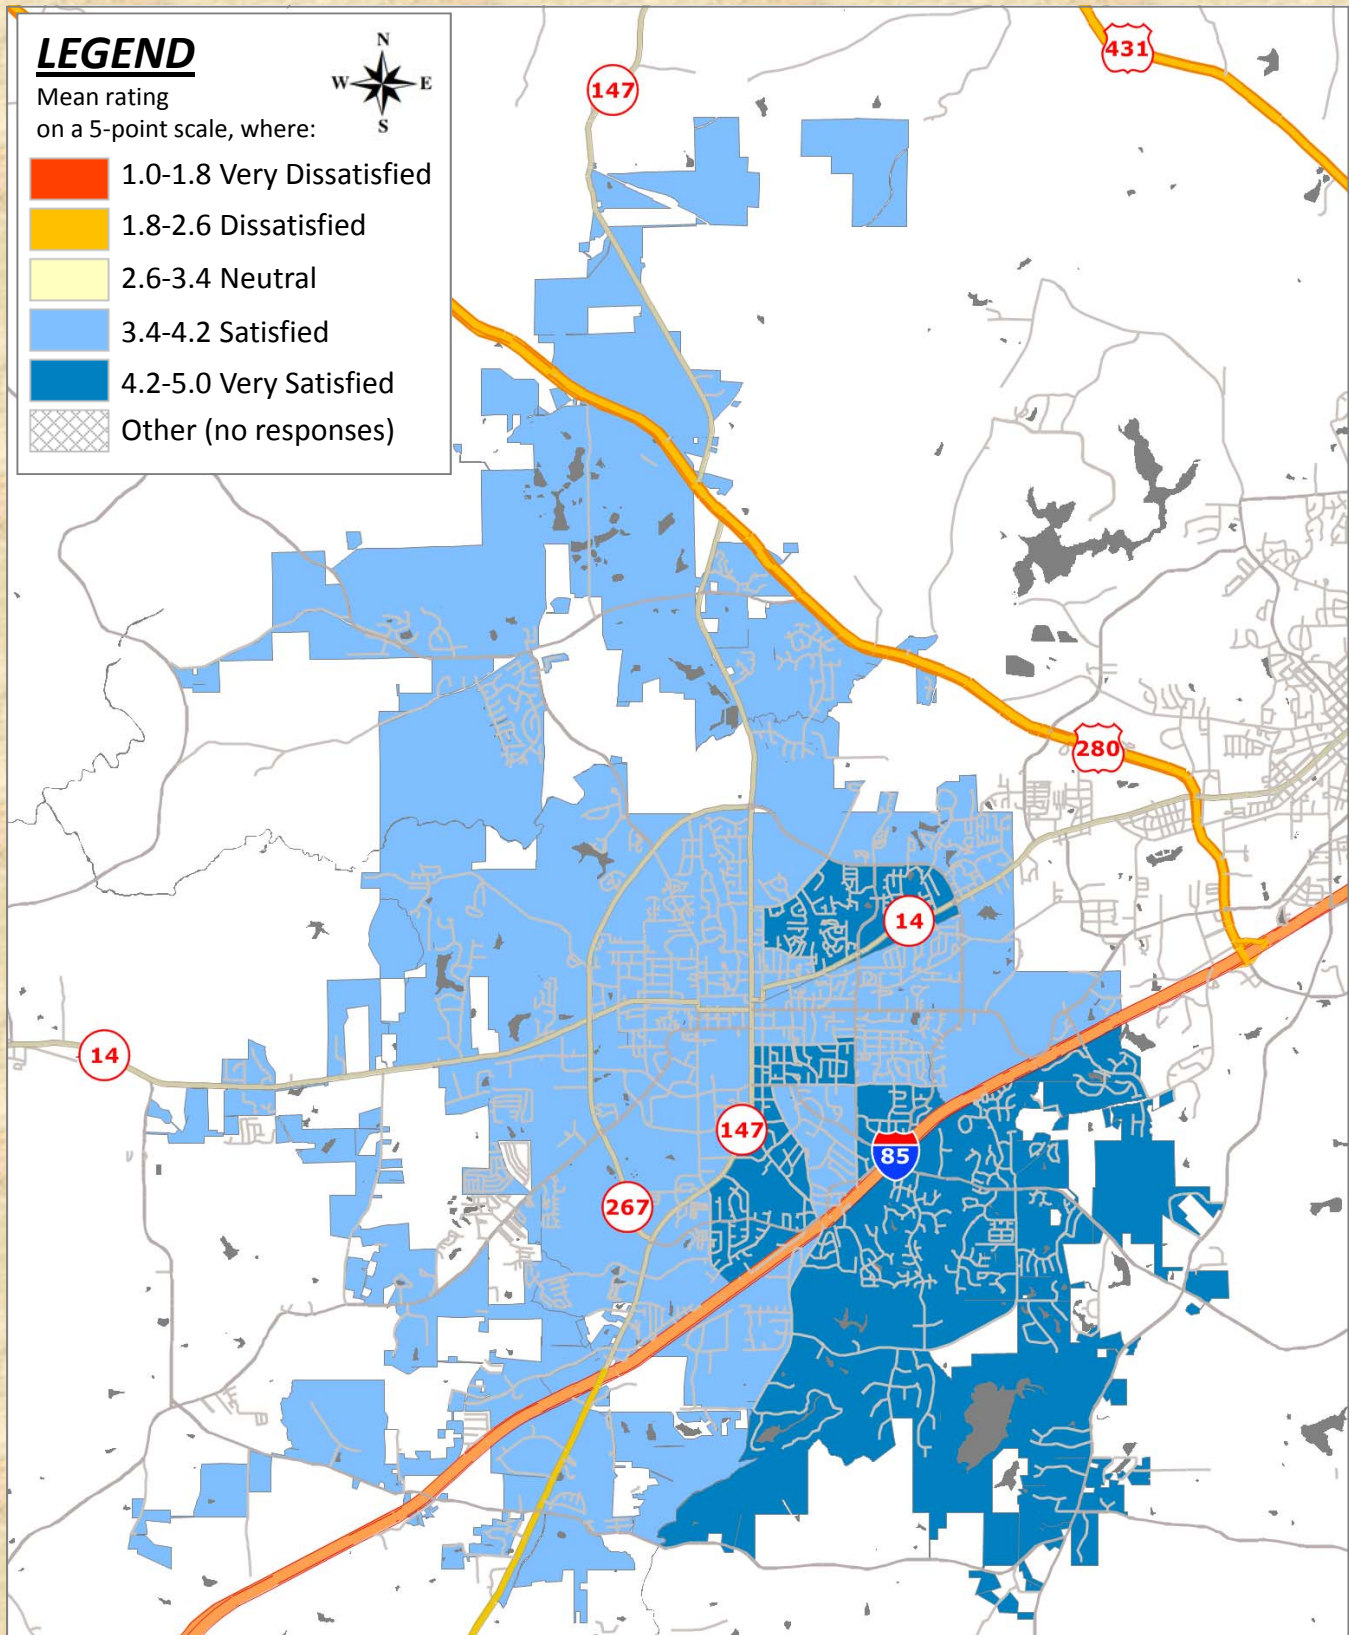 LEGEND
Mean rating
on a 5-point scale, where:
1.0-1.8 Very Dissatisfied
1.8-2.6 Dissatisfied
2.6-3.4 Neutral
3.4-4.2 Satisfied
4.2-5.0 Very Satisfied
Other (no responses)
N
W E
S
147
431
280
14
14
147
85
267